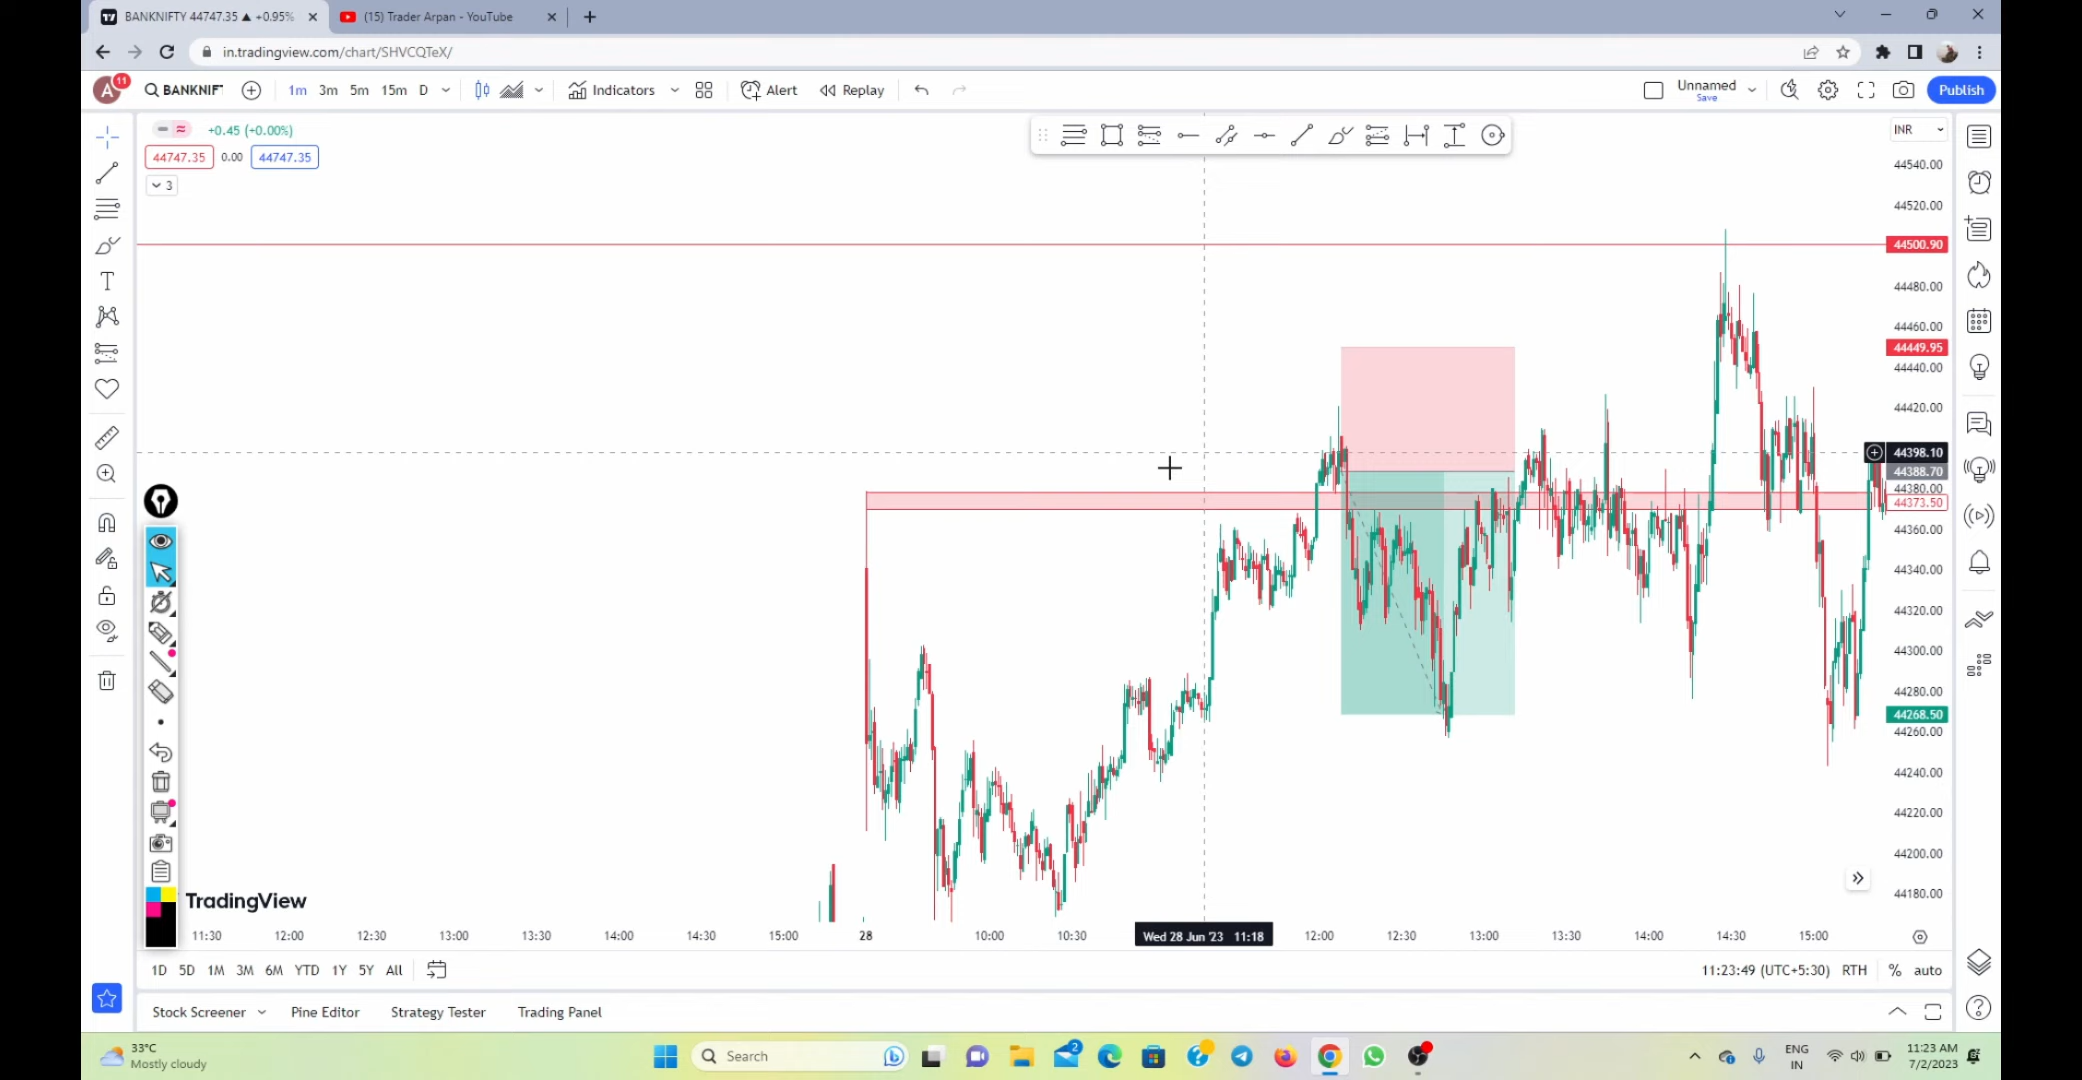 BANKNIFTY 44747.35 ▲ +0.95%
(15) Trader Arpan - YouTube
in.tradingview.com/chart/SHVCQTeX/
A 11 BANKNIF 1m 3m 5m 15m D Indicators Alert Replay Unnamed Save Publish
+0.45 (+0.00%)
INR
44747.35 0.00 44747.35
3
44540.00
44520.00
44500.90
44480.00
44460.00
44449.95
44440.00
44420.00
44398.10
44388.70
44380.00
44373.50
44360.00
44340.00
44320.00
44300.00
44280.00
44268.50
44260.00
44240.00
44220.00
44200.00
44180.00
TradingView
11:30 12:00 12:30 13:00 13:30 14:00 14:30 15:00 28 10:00 10:30 Wed 28 Jun '23 11:18 12:00 12:30 13:00 13:30 14:00 14:30 15:00
1D 5D 1M 3M 6M YTD 1Y 5Y All 11:23:49 (UTC+5:30) RTH % auto
Stock Screener Pine Editor Strategy Tester Trading Panel
33°C
Mostly cloudy
Search
2
ENG
IN
11:23 AM
7/2/2023